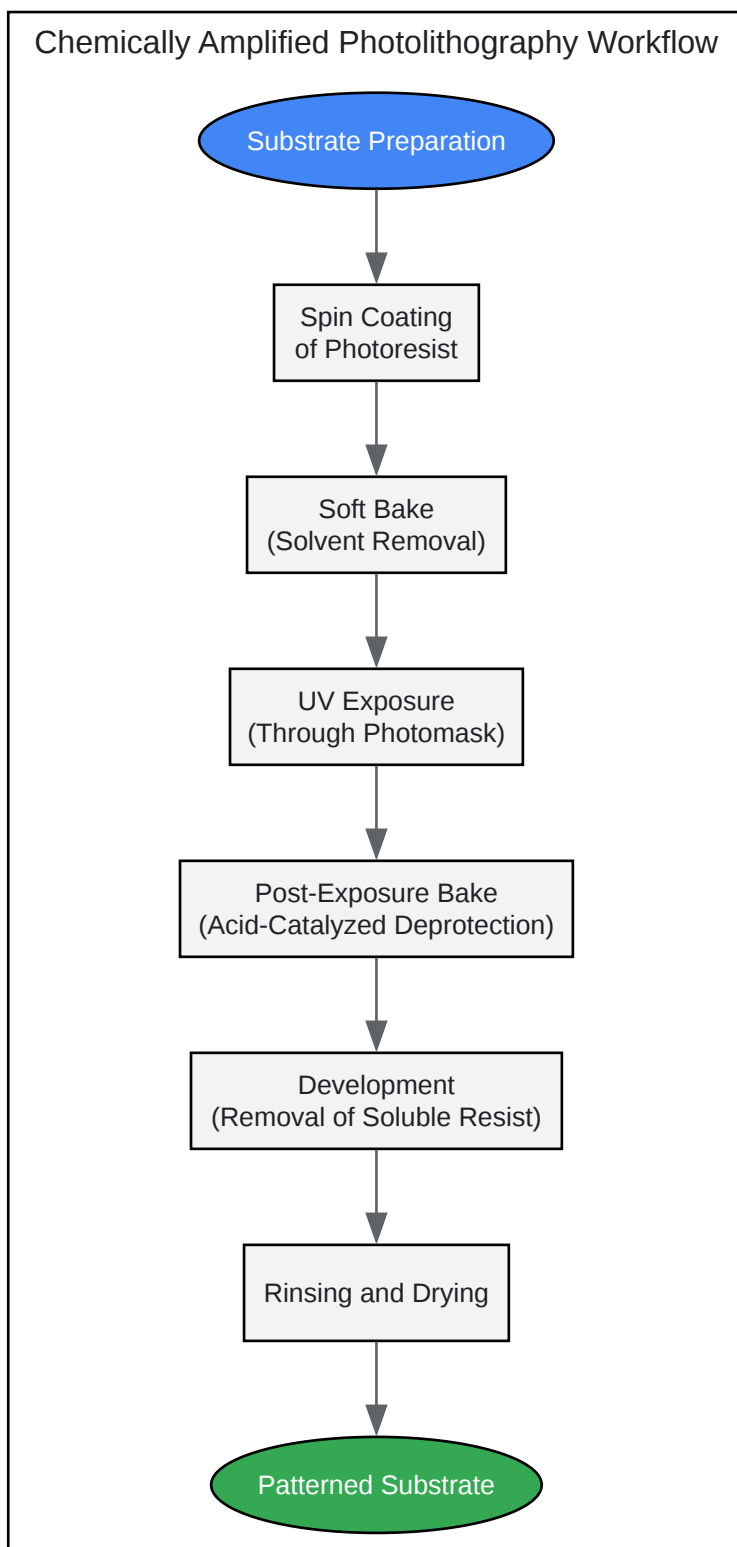 Chemically Amplified Photolithography Workflow
Substrate Preparation
Spin Coating
of Photoresist
Soft Bake
(Solvent Removal)
UV Exposure
(Through Photomask)
Post-Exposure Bake
(Acid-Catalyzed Deprotection)
Development
(Removal of Soluble Resist)
Rinsing and Drying
Patterned Substrate